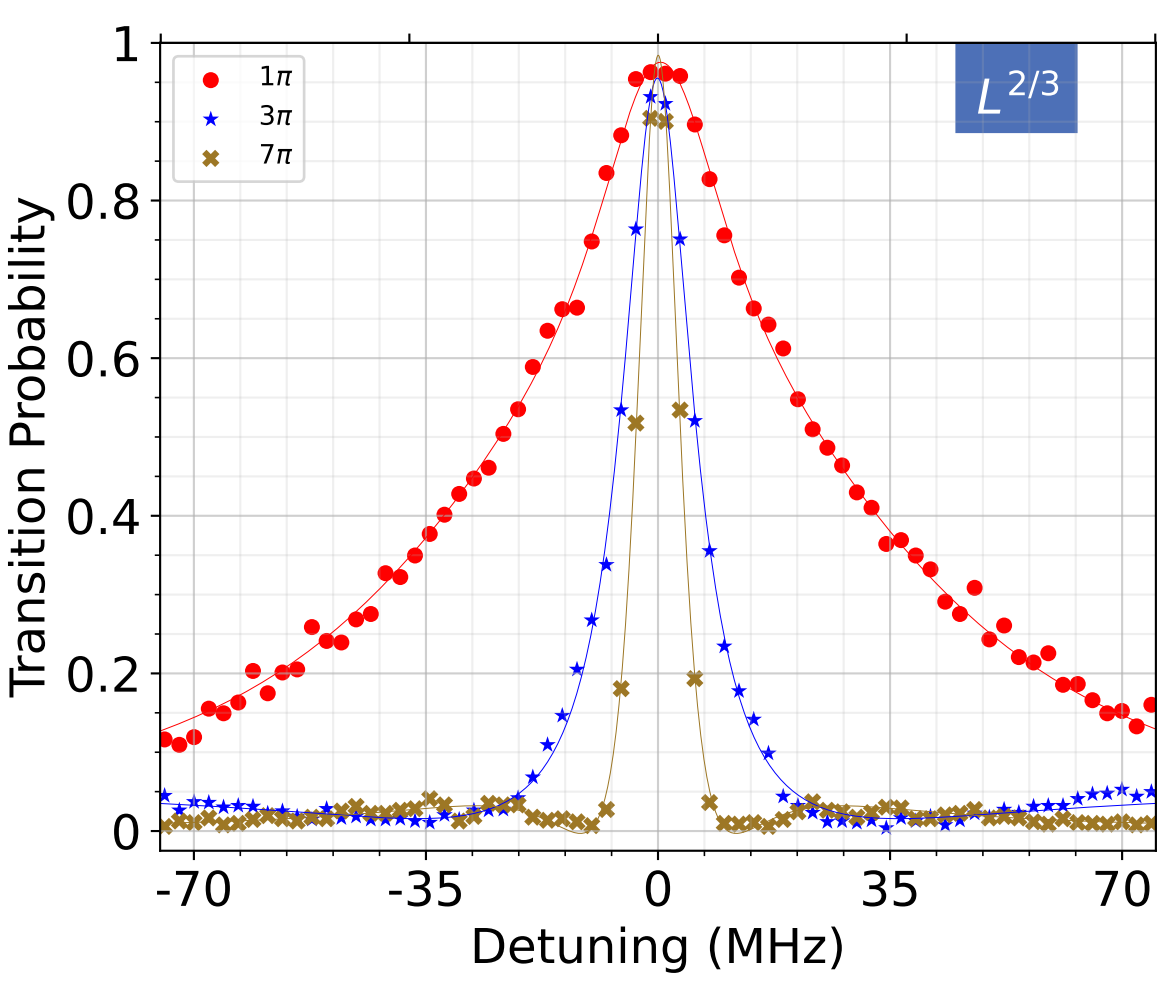 1
1π
3π
7π
L^{2/3}
0.8
0.6
0.4
0.2
0
Transition Probability
-70 -35 0 35 70
Detuning (MHz)